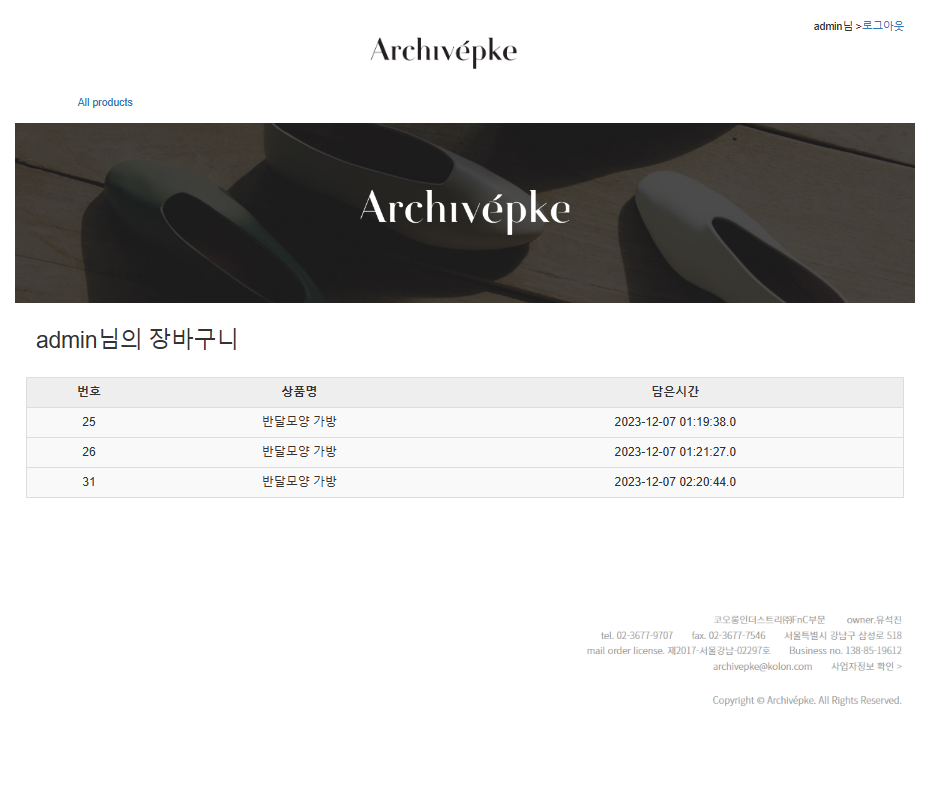 admin님 >로그아웃
Archivépke
All products
Archivépke
admin님의 장바구니
번호 상품명 담은시간
25 반달모양 가방 2023-12-07 01:19:38.0
26 반달모양 가방 2023-12-07 01:21:27.0
31 반달모양 가방 2023-12-07 02:20:44.0
코오롱인더스트리㈜FnC부문 owner.유석진
tel. 02-3677-9707 fax. 02-3677-7546 서울특별시 강남구 삼성로 518
mail order license. 제2017-서울강남-02297호 Business no. 138-85-19612
archivepke@kolon.com 사업자정보 확인 >
Copyright © Archivépke. All Rights Reserved.